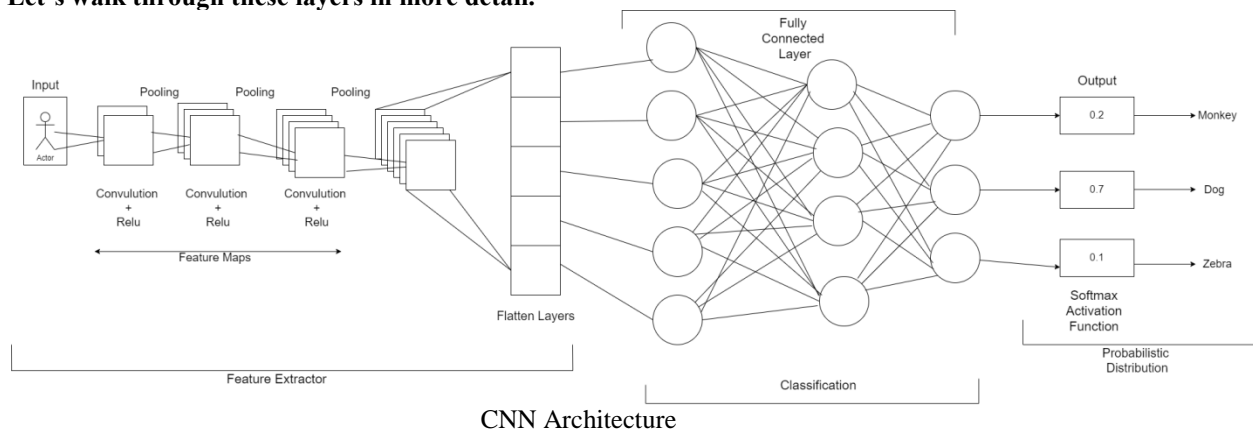 Let's walk through these layers in more detail.
Fully
Connected
Layer
Input
Pooling
Pooling
Pooling
Output
Actor
0.2
Monkey
0.7
Dog
0.1
Zebra
Convulution
+
Relu
Convulution
+
Relu
Convulution
+
Relu
Feature Maps
Flatten Layers
Softmax
Activation
Function
Feature Extractor
Classification
Probabilistic
Distribution
CNN Architecture